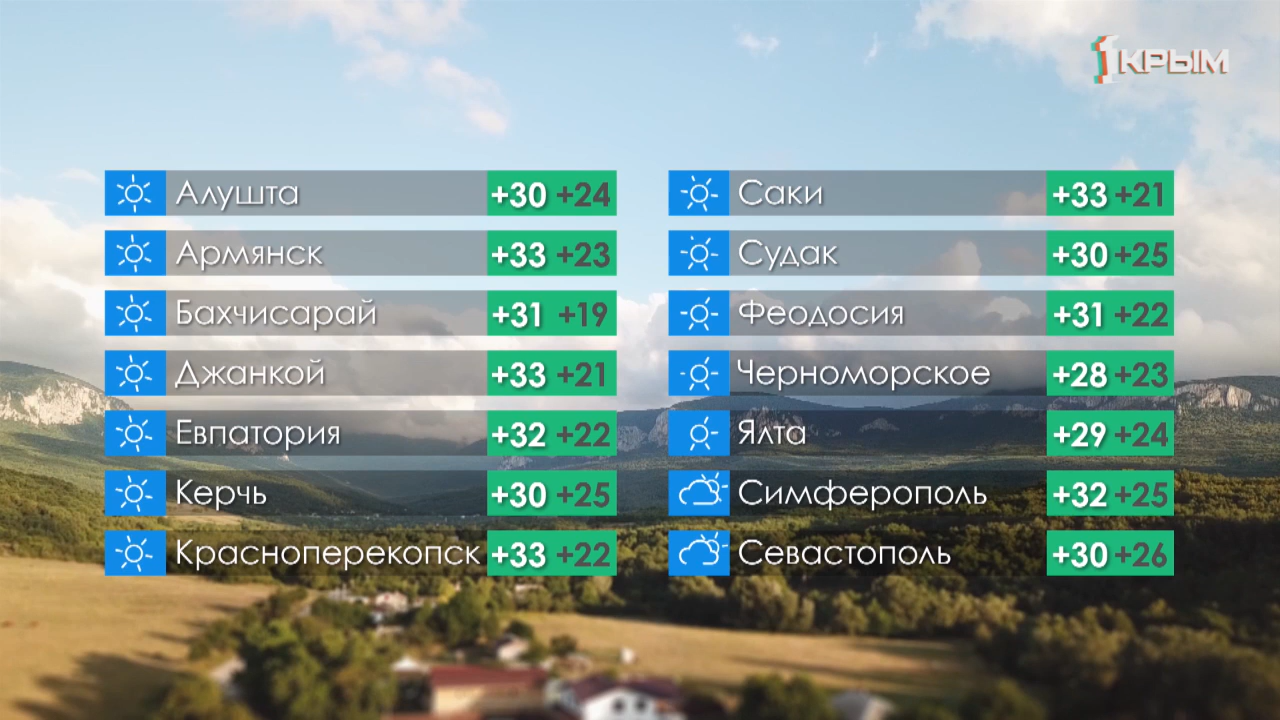 1 КРЫМ
Алушта +30 +24
Армянск +33 +23
Бахчисарай +31 +19
Джанкой +33 +21
Евпатория +32 +22
Керчь +30 +25
Красноперекопск +33 +22
Саки +33 +21
Судак +30 +25
Феодосия +31 +22
Черноморское +28 +23
Ялта +29 +24
Симферополь +32 +25
Севастополь +30 +26